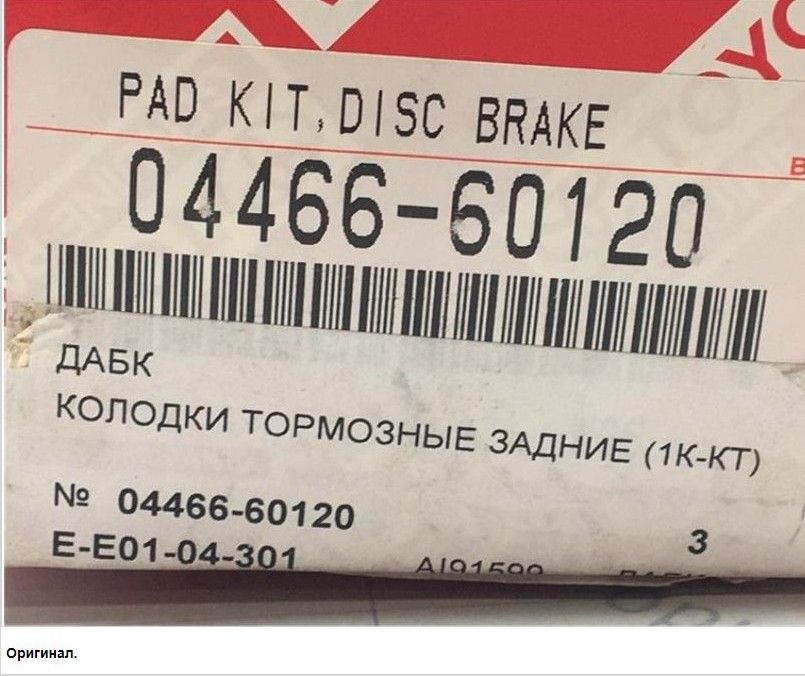 PAD KIT, DISC BRAKE
04466-60120
ДАБК
КОЛОДКИ ТОРМОЗНЫЕ ЗАДНИЕ (1К-КТ)
№ 04466-60120
E-E01-04-301
3
Оригинал.